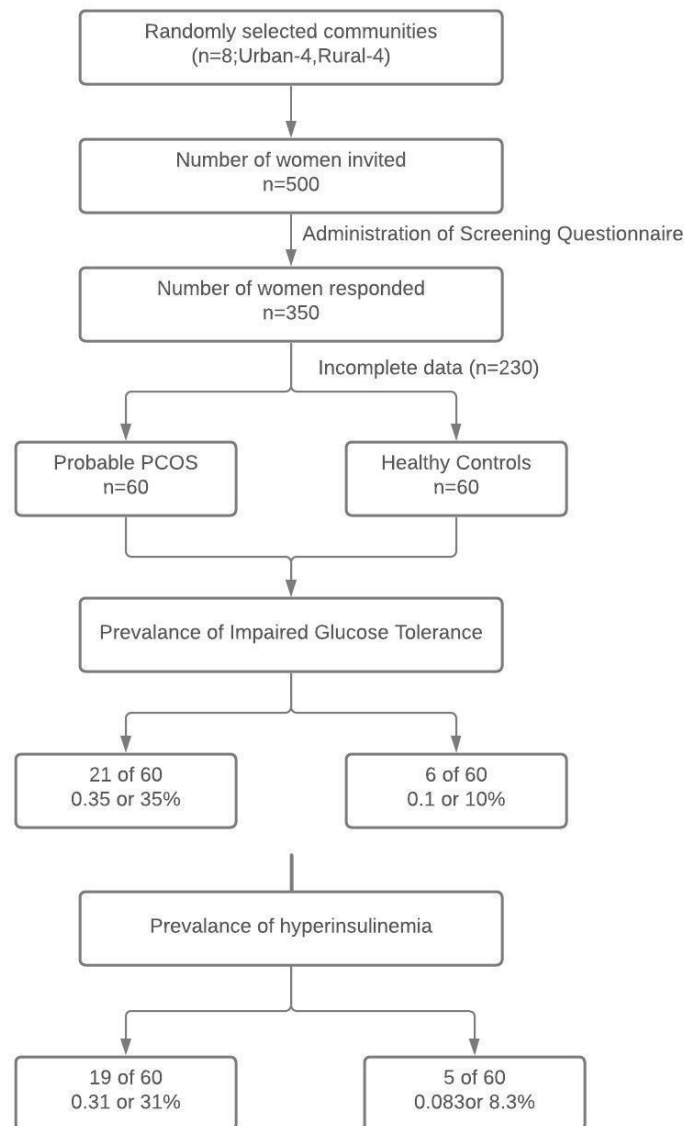 Randomly selected communities
(n=8;Urban-4,Rural-4)
Number of women invited
n=500
Administration of Screening Questionnaire
Number of women responded
n=350
Incomplete data (n=230)
Probable PCOS
n=60
Healthy Controls
n=60
Prevalance of Impaired Glucose Tolerance
21 of 60
0.35 or 35%
6 of 60
0.1 or 10%
Prevalance of hyperinsulinemia
19 of 60
0.31 or 31%
5 of 60
0.083or 8.3%